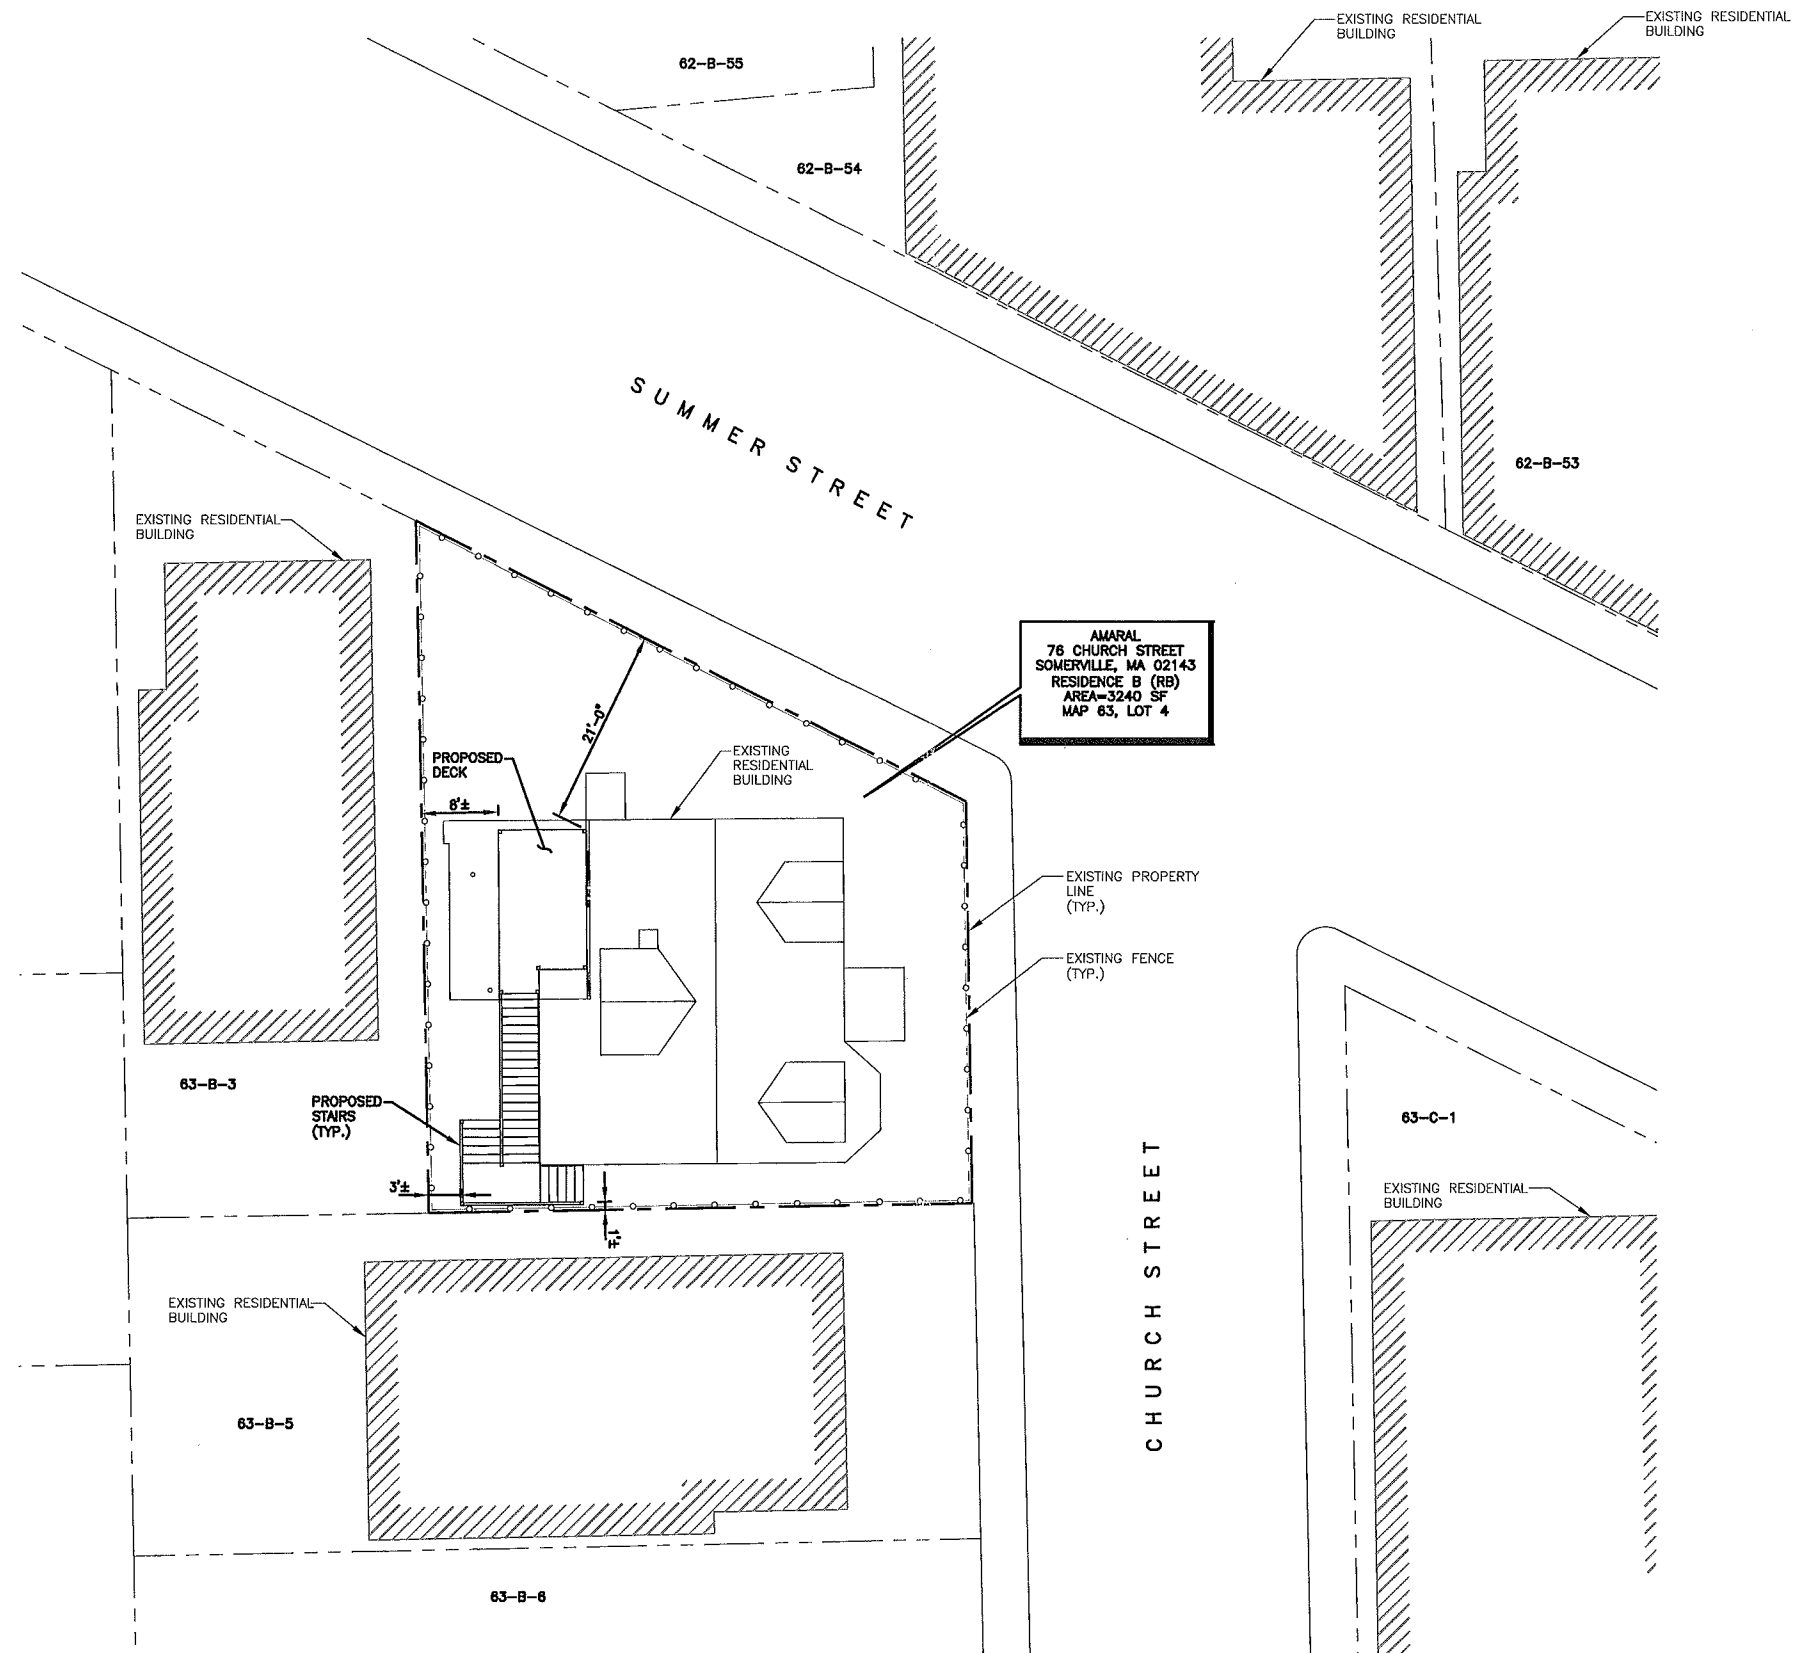 EXISTING RESIDENTIAL
BUILDING
EXISTING RESIDENTIAL
BUILDING
62-B-55
62-B-54
SUMMER STREET
62-B-53
EXISTING RESIDENTIAL
BUILDING
AMARAL
76 CHURCH STREET
SOMERVILLE, MA 02143
RESIDENCE B (RB)
AREA=3240 SF
MAP 63, LOT 4
21'-0"
PROPOSED
DECK
EXISTING
RESIDENTIAL
BUILDING
8'±
EXISTING PROPERTY
LINE
(TYP.)
EXISTING FENCE
(TYP.)
63-B-3
PROPOSED
STAIRS
(TYP.)
63-C-1
3'±
1'±
EXISTING RESIDENTIAL
BUILDING
CHURCH STREET
EXISTING RESIDENTIAL
BUILDING
63-B-5
63-B-6